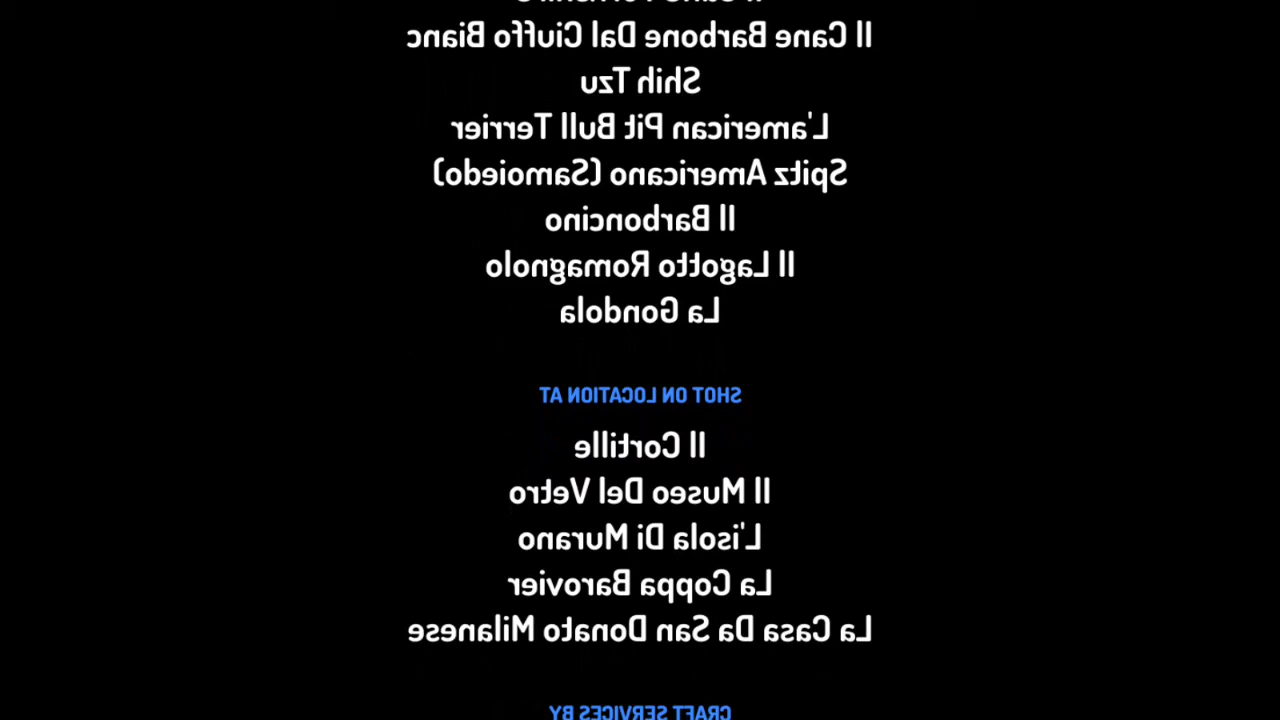 Il Cane Barbone Dal Ciuffo Bianc
Shih Tzu
L'american Pit Bull Terrier
Spitz Americano (Samoiedo)
Il Barboncino
Il Lagotto Romagnolo
La Gondola
SHOT ON LOCATION AT
Il Cortille
Il Museo Del Vetro
L'isola Di Murano
La Coppa Barovier
La Casa Da San Donato Milanese
CRAFT SERVICES BY